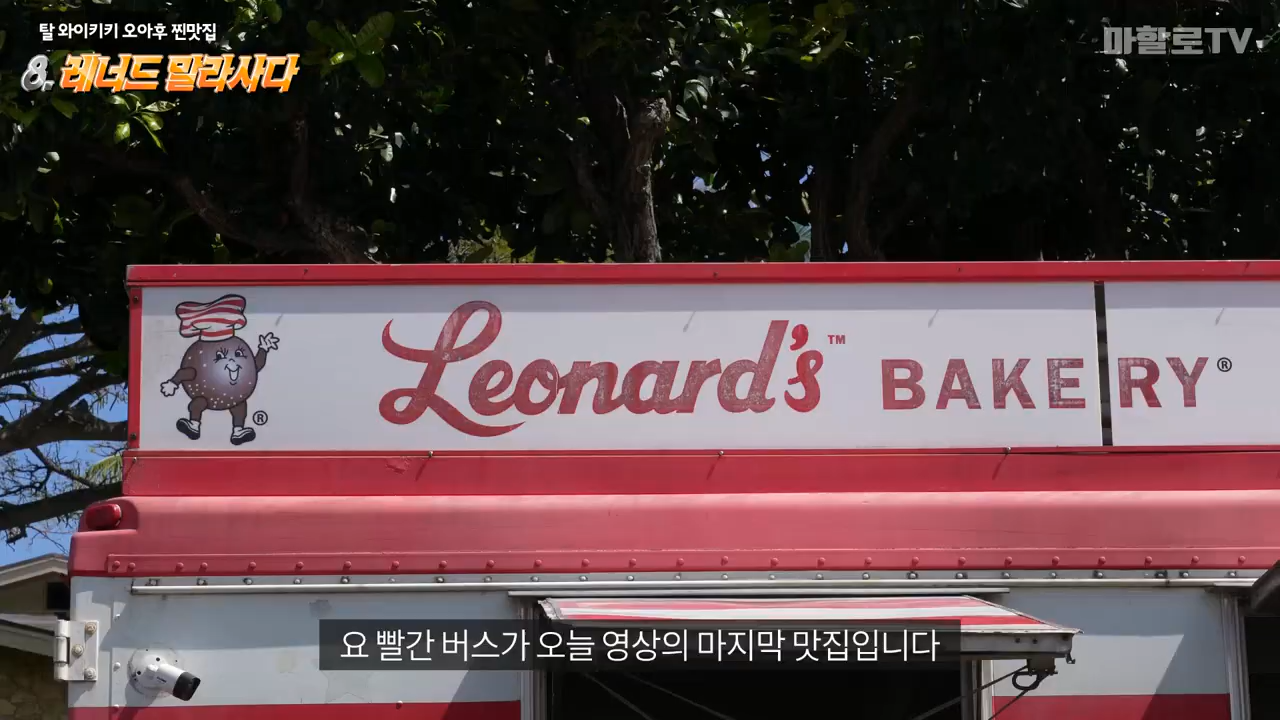 탈 와이키키 오아후 찐맛집
8. 레너드 말라사다
마할로TV
Leonard's™ BAKERY®
®
요 빨간 버스가 오늘 영상의 마지막 맛집입니다